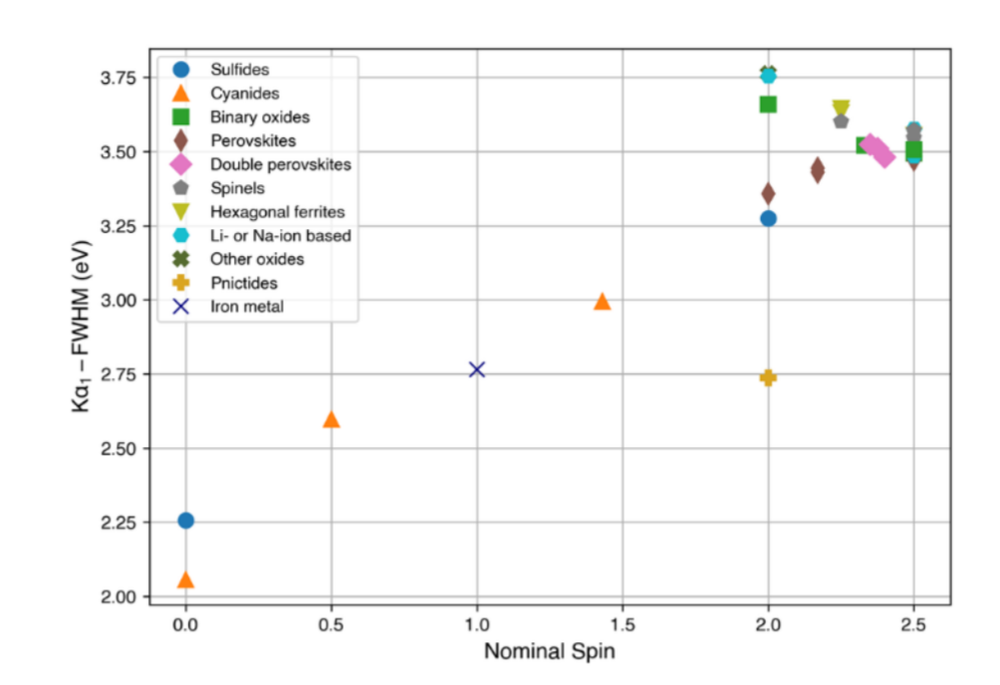 3.75
3.50
3.25
3.00
2.75
2.50
2.25
2.00
Kα₁ – FWHM (eV)
Sulfides
Cyanides
Binary oxides
Perovskites
Double perovskites
Spinels
Hexagonal ferrites
Li- or Na-ion based
Other oxides
Pnictides
Iron metal
0.0 0.5 1.0 1.5 2.0 2.5
Nominal Spin